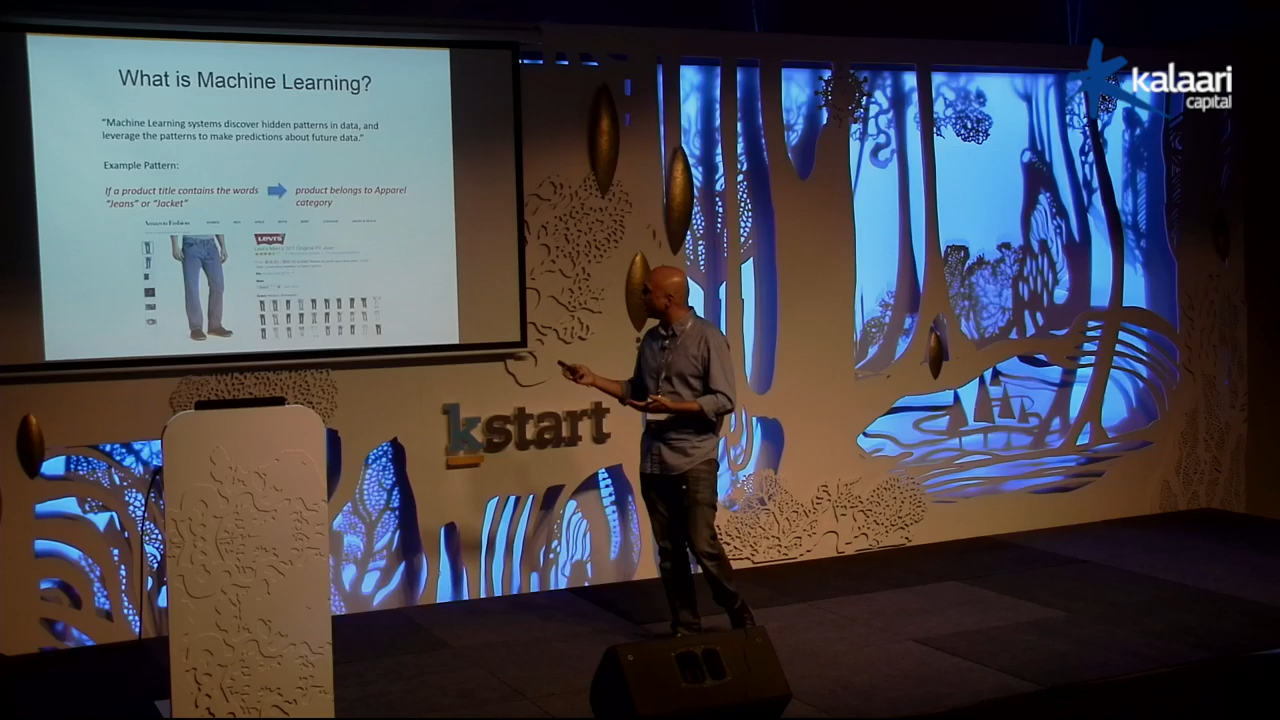 kalaari
capital
What is Machine Learning?
“Machine Learning systems discover hidden patterns in data, and
leverage the patterns to make predictions about future data.”
Example Pattern:
If a product title contains the words
“Jeans” or “Jacket”
product belongs to Apparel
category
Amazon Fashion
LEVI'S
kstart